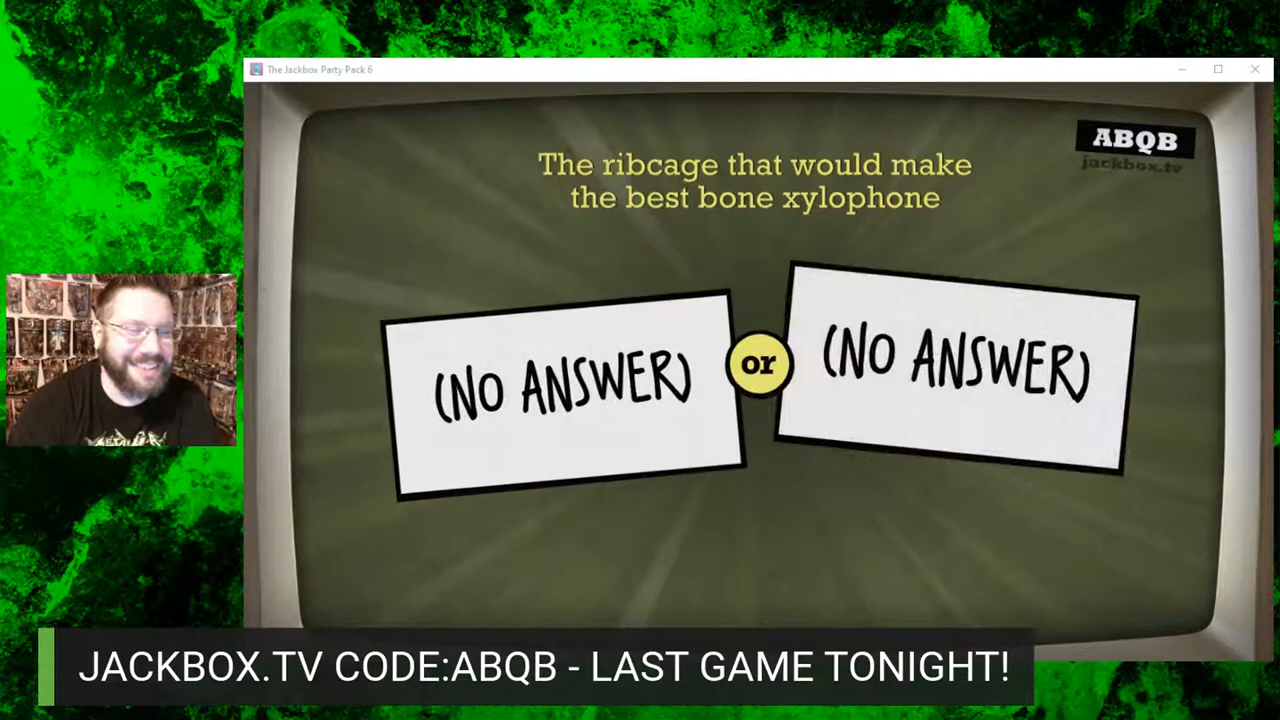 The Jackbox Party Pack 6
ABQB
jackbox.tv
The ribcage that would make
the best bone xylophone
(NO ANSWER)
or
(NO ANSWER)
JACKBOX.TV CODE:ABQB - LAST GAME TONIGHT!